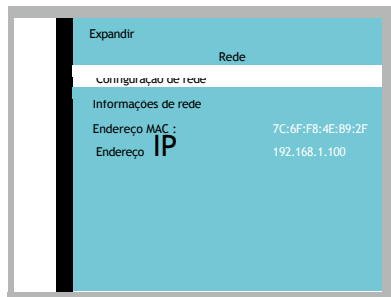 Expandir
Rede
Configuração de rede
Informações de rede
Endereço MAC : 7C:6F:F8:4E:B9:2F
Endereço IP 192.168.1.100